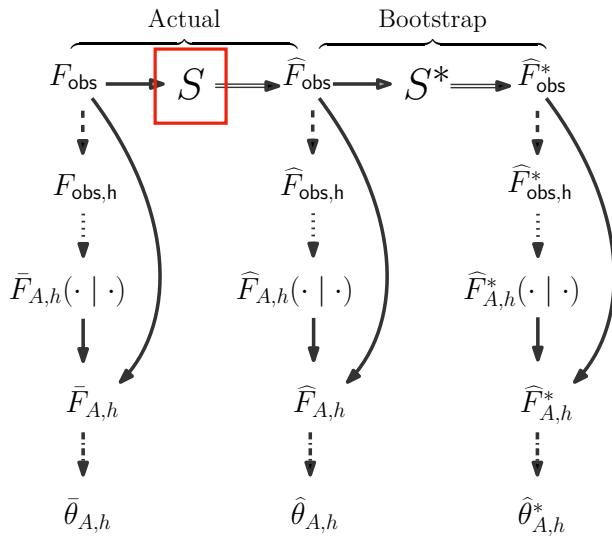 Actual Bootstrap
F_obs S F̂_obs S* F̂*_obs
F_obs,h F̂_obs,h F̂*_obs,h
F̄_A,h(· | ·) F̂_A,h(· | ·) F̂*_A,h(· | ·)
F̄_A,h F̂_A,h F̂*_A,h
θ̄_A,h θ̂_A,h θ̂*_A,h